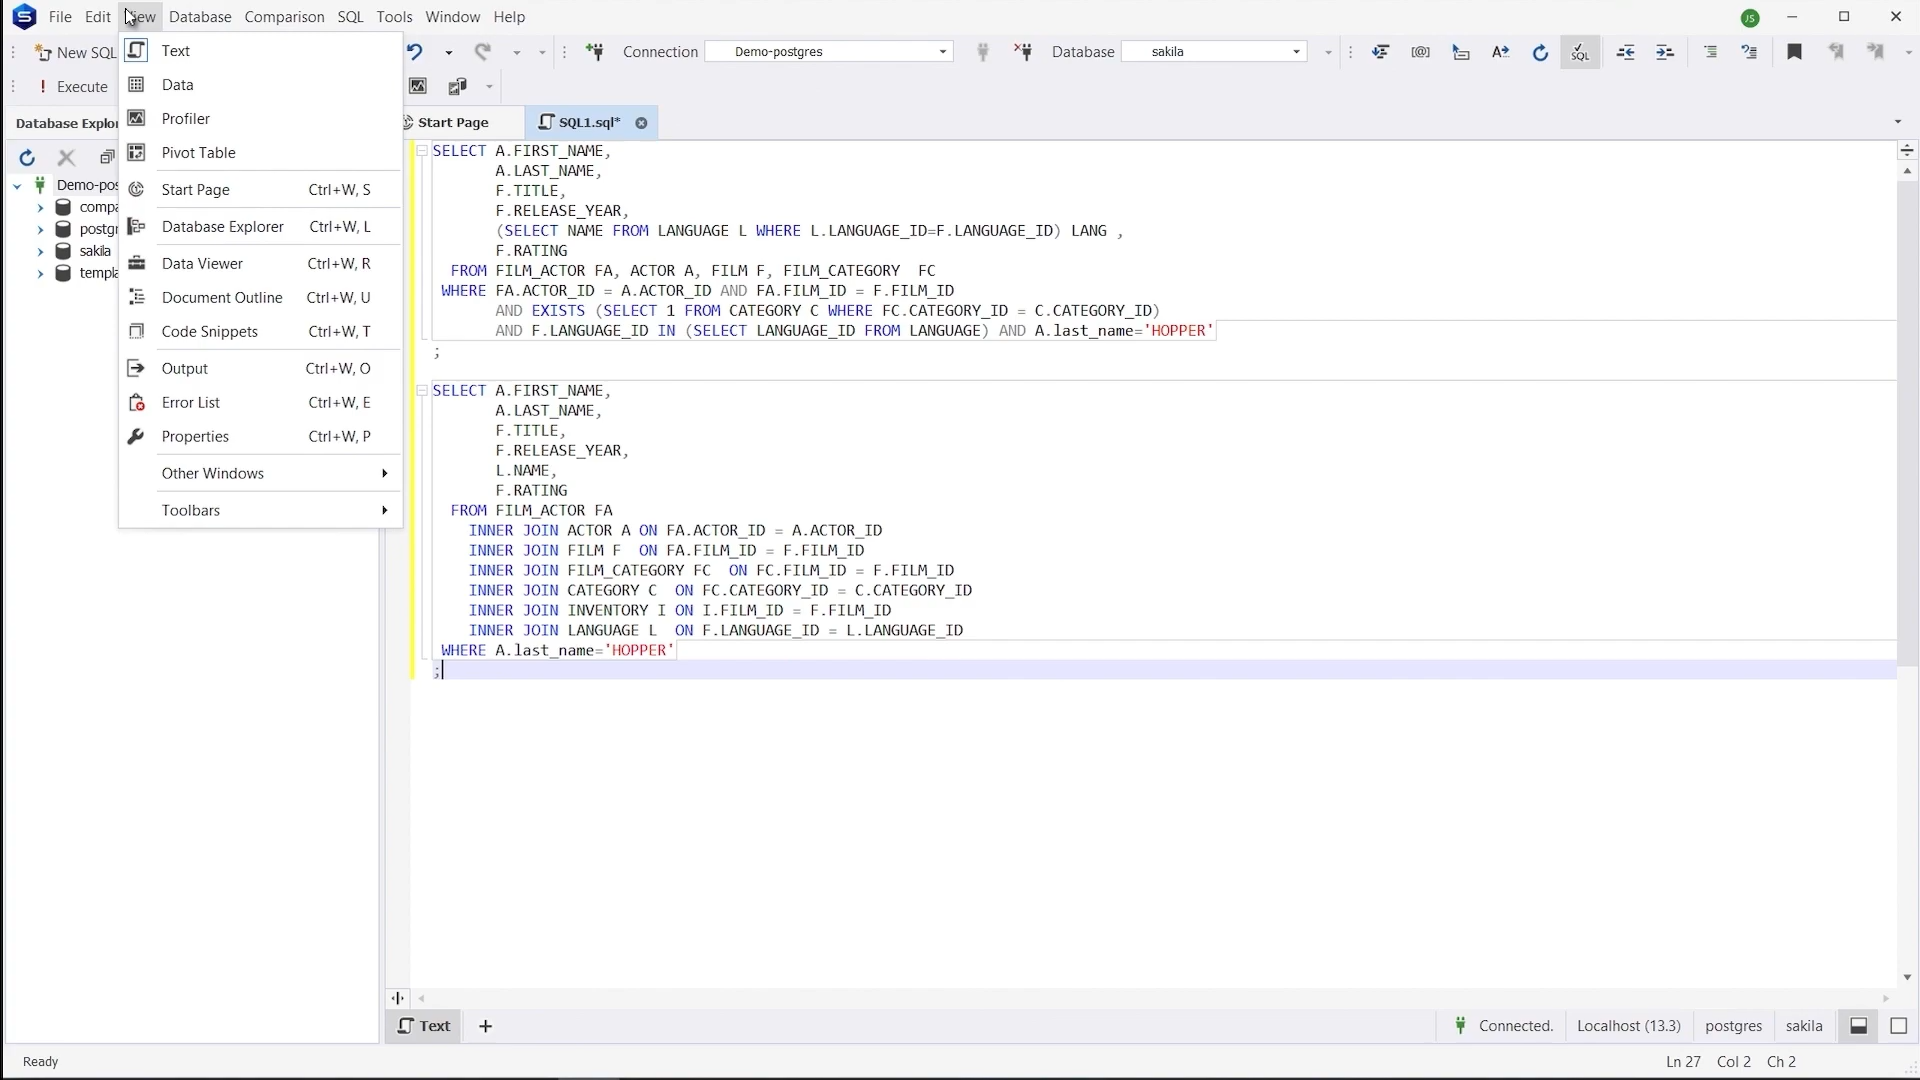 File Edit View Database Comparison SQL Tools Window Help
JS
New SQL
Connection Demo-postgres Database sakila
Execute
Database Explo
Start Page SQL1.sql*
Text
Data
Profiler
Pivot Table
Start Page Ctrl+W, S
Database Explorer Ctrl+W, L
Data Viewer Ctrl+W, R
Document Outline Ctrl+W, U
Code Snippets Ctrl+W, T
Output Ctrl+W, O
Error List Ctrl+W, E
Properties Ctrl+W, P
Other Windows
Toolbars
Demo-pos
compa
postgr
sakila
templa
SELECT A.FIRST_NAME,
A.LAST_NAME,
F.TITLE,
F.RELEASE_YEAR,
(SELECT NAME FROM LANGUAGE L WHERE L.LANGUAGE_ID=F.LANGUAGE_ID) LANG ,
F.RATING
FROM FILM_ACTOR FA, ACTOR A, FILM F, FILM_CATEGORY  FC
WHERE FA.ACTOR_ID = A.ACTOR_ID AND FA.FILM_ID = F.FILM_ID
AND EXISTS (SELECT 1 FROM CATEGORY C WHERE FC.CATEGORY_ID = C.CATEGORY_ID)
AND F.LANGUAGE_ID IN (SELECT LANGUAGE_ID FROM LANGUAGE) AND A.last_name='HOPPER'
;
SELECT A.FIRST_NAME,
A.LAST_NAME,
F.TITLE,
F.RELEASE_YEAR,
L.NAME,
F.RATING
FROM FILM_ACTOR FA
INNER JOIN ACTOR A ON FA.ACTOR_ID = A.ACTOR_ID
INNER JOIN FILM F  ON FA.FILM_ID = F.FILM_ID
INNER JOIN FILM_CATEGORY FC  ON FC.FILM_ID = F.FILM_ID
INNER JOIN CATEGORY C  ON FC.CATEGORY_ID = C.CATEGORY_ID
INNER JOIN INVENTORY I ON I.FILM_ID = F.FILM_ID
INNER JOIN LANGUAGE L  ON F.LANGUAGE_ID = L.LANGUAGE_ID
WHERE A.last_name='HOPPER'
;
Text
Connected. Localhost (13.3) postgres sakila
Ready
Ln 27 Col 2 Ch 2